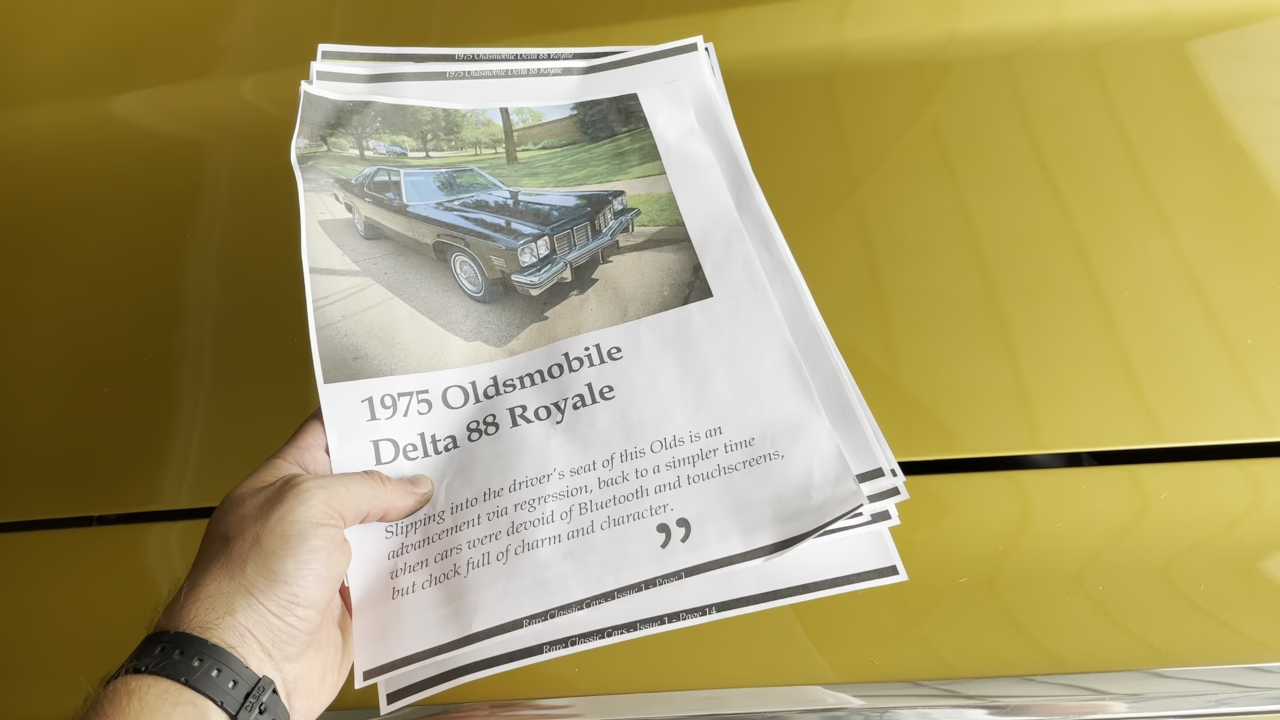 1975 Oldsmobile Delta 88 Royale
1975 Oldsmobile Delta 88 Royale
1975 Oldsmobile
Delta 88 Royale
Slipping into the driver's seat of this Olds is an
advancement via regression, back to a simpler time
when cars were devoid of Bluetooth and touchscreens,
but chock full of charm and character.
”
Rare Classic Cars - Issue 1 - Page 1
Rare Classic Cars - Issue 1 - Page 14
CASIO